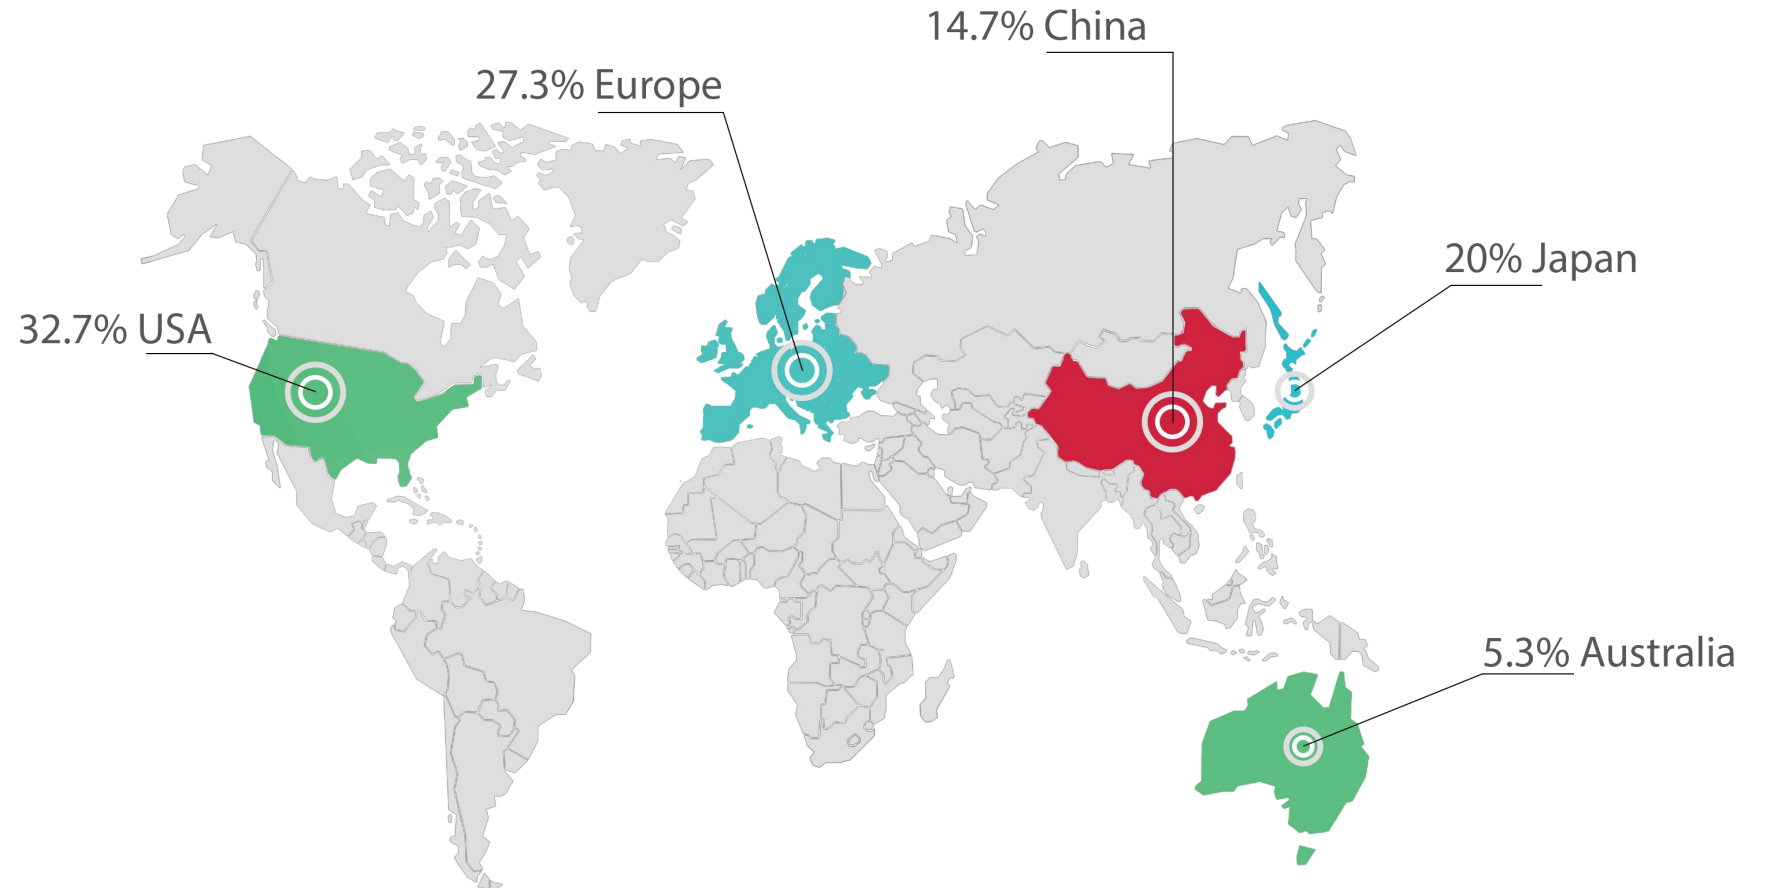 14.7% China
27.3% Europe
20% Japan
32.7% USA
5.3% Australia